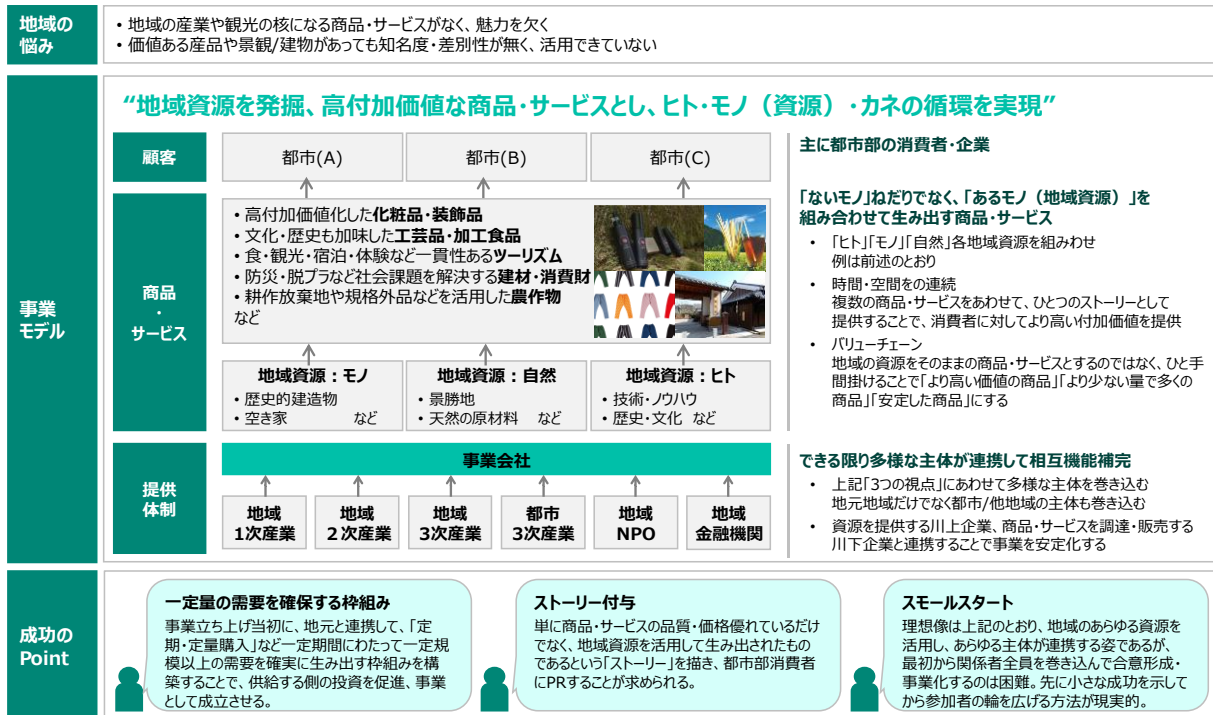 地域の
悩み
• 地域の産業や観光の核になる商品・サービスがなく、魅力を欠く
• 価値ある産品や景観/建物があっても知名度・差別性が無く、活用できていない
事業
モデル
“地域資源を発掘、高付加価値な商品・サービスとし、ヒト・モノ（資源）・カネの循環を実現”
顧客
都市(A)
都市(B)
都市(C)
主に都市部の消費者・企業
商品
・
サービス
• 高付加価値化した化粧品・装飾品
• 文化・歴史も加味した工芸品・加工食品
• 食・観光・宿泊・体験など一貫性あるツーリズム
• 防災・脱プラなど社会課題を解決する建材・消費財
• 耕作放棄地や規格外品などを活用した農作物
など
地域資源：モノ
• 歴史的建造物
• 空き家 など
地域資源：自然
• 景勝地
• 天然の原材料 など
地域資源：ヒト
• 技術・ノウハウ
• 歴史・文化 など
「ないモノ」ねだりでなく、「あるモノ（地域資源）」を
組み合わせて生み出す商品・サービス
• 「ヒト」「モノ」「自然」各地域資源を組みわせ
例は前述のとおり
• 時間・空間をの連続
複数の商品・サービスをあわせて、ひとつのストーリーとして
提供することで、消費者に対してより高い付加価値を提供
• バリューチェーン
地域の資源をそのままの商品・サービスとするのではなく、ひと手
間掛けることで「より高い価値の商品」「より少ない量で多くの
商品」「安定した商品」にする
提供
体制
事業会社
地域
1次産業
地域
２次産業
地域
3次産業
都市
3次産業
地域
NPO
地域
金融機関
できる限り多様な主体が連携して相互機能補完
• 上記「3つの視点」にあわせて多様な主体を巻き込む
地元地域だけでなく都市/他地域の主体も巻き込む
• 資源を提供する川上企業、商品・サービスを調達・販売する
川下企業と連携することで事業を安定化する
成功の
Point
一定量の需要を確保する枠組み
事業立ち上げ当初に、地元と連携して、「定
期・定量購入」など一定期間にわたって一定規
模以上の需要を確実に生み出す枠組みを構
築することで、供給する側の投資を促進、事業
として成立させる。
ストーリー付与
単に商品・サービスの品質・価格優れているだけ
でなく、地域資源を活用して生み出されたもの
であるという「ストーリー」を描き、都市部消費者
にPRすることが求められる。
スモールスタート
理想像は上記のとおり、地域のあらゆる資源を
活用し、あらゆる主体が連携する姿であるが、
最初から関係者全員を巻き込んで合意形成・
事業化するのは困難。先に小さな成功を示して
から参加者の輪を広げる方法が現実的。